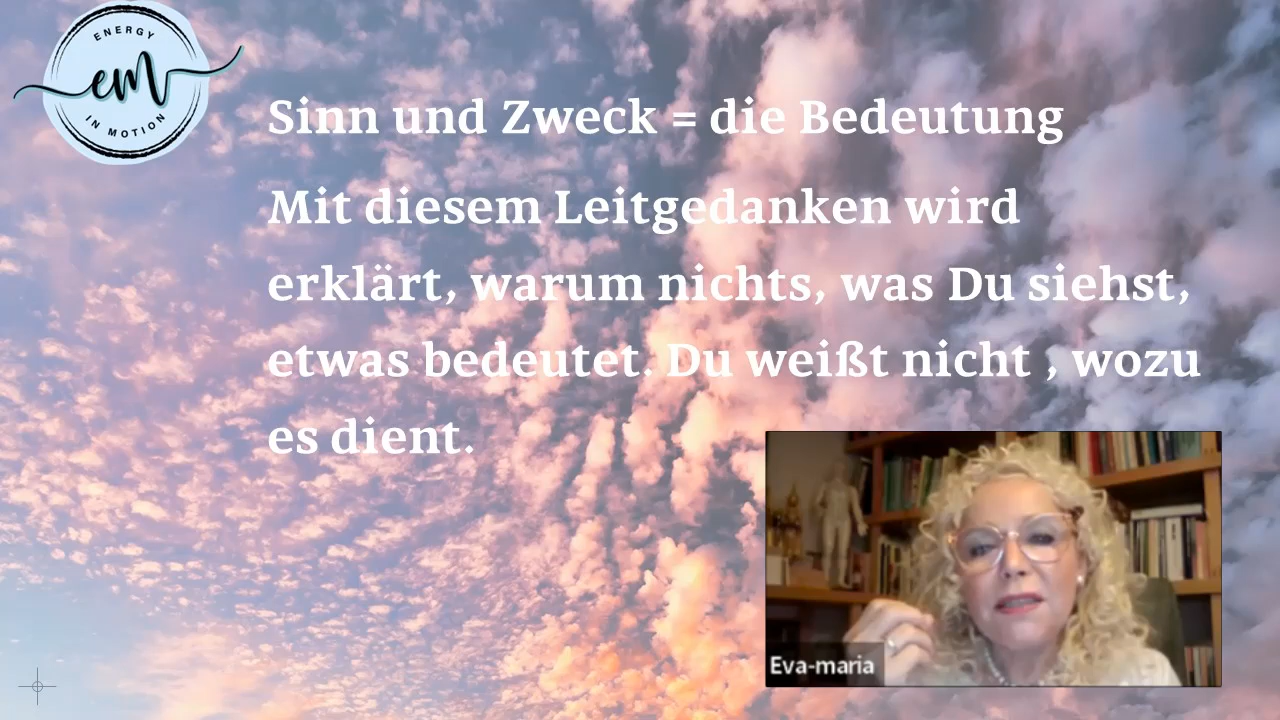 ENERGY
em
IN MOTION
Sinn und Zweck = die Bedeutung
Mit diesem Leitgedanken wird
erklärt, warum nichts, was Du siehst,
etwas bedeutet. Du weißt nicht , wozu
es dient.
Eva-maria